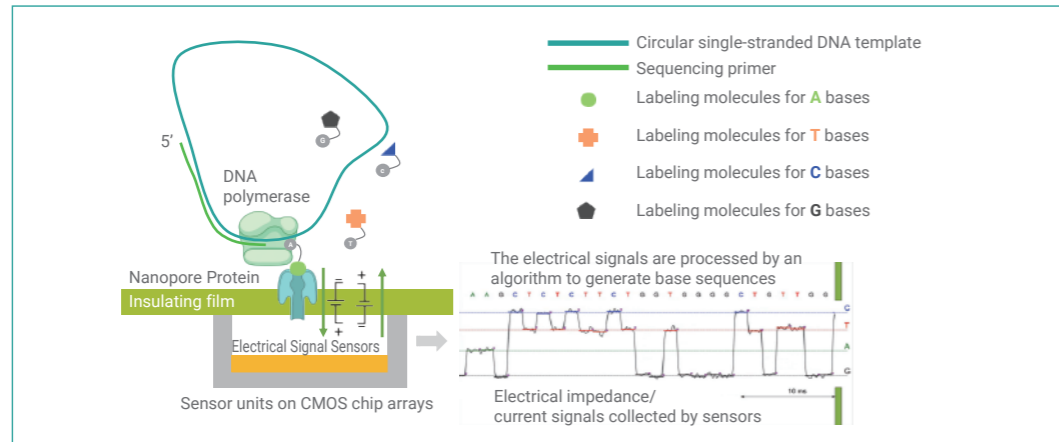 Circular single-stranded DNA template
Sequencing primer
Labeling molecules for A bases
Labeling molecules for T bases
Labeling molecules for C bases
Labeling molecules for G bases
5’
DNA
polymerase
G
C
T
A
Nanopore Protein
Insulating film
− +
+ −
Electrical Signal Sensors
Sensor units on CMOS chip arrays
The electrical signals are processed by an
algorithm to generate base sequences
A A G C T C T C T T C T G G T G G G G C T G T T G G
C
T
A
G
10 ms
Electrical impedance/
current signals collected by sensors